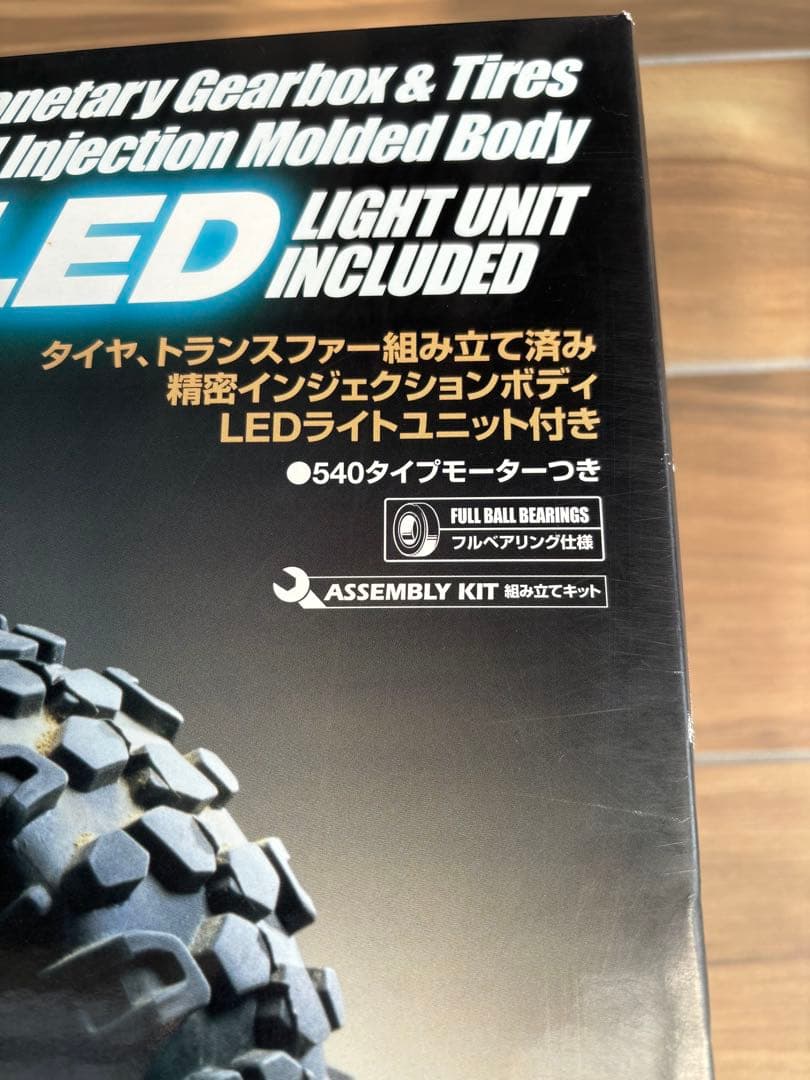 Gearbox & Tires
Injection Molded Body
LED
LIGHT UNIT
INCLUDED
タイヤ、トランスファー組み立て済み
精密インジェクションボディ
LEDライトユニット付き
●540タイプモーターつき
FULL BALL BEARINGS
フルベアリング仕様
ASSEMBLY KIT 組み立てキット